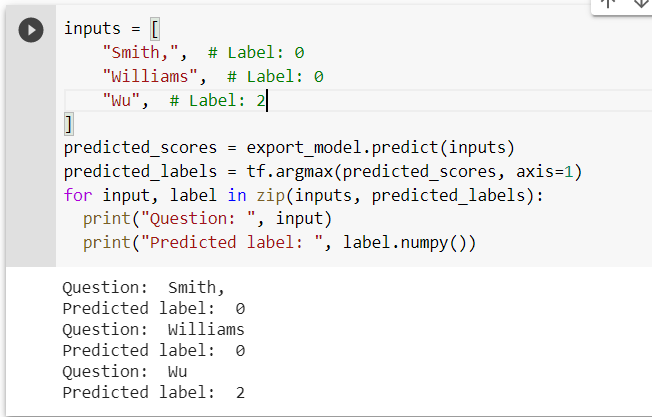 inputs = [
    "Smith,",  # Label: 0
    "Williams",  # Label: 0
    "Wu",  # Label: 2
]
predicted_scores = export_model.predict(inputs)
predicted_labels = tf.argmax(predicted_scores, axis=1)
for input, label in zip(inputs, predicted_labels):
  print("Question: ", input)
  print("Predicted label: ", label.numpy())
Question:  Smith,
Predicted label:  0
Question:  Williams
Predicted label:  0
Question:  Wu
Predicted label:  2